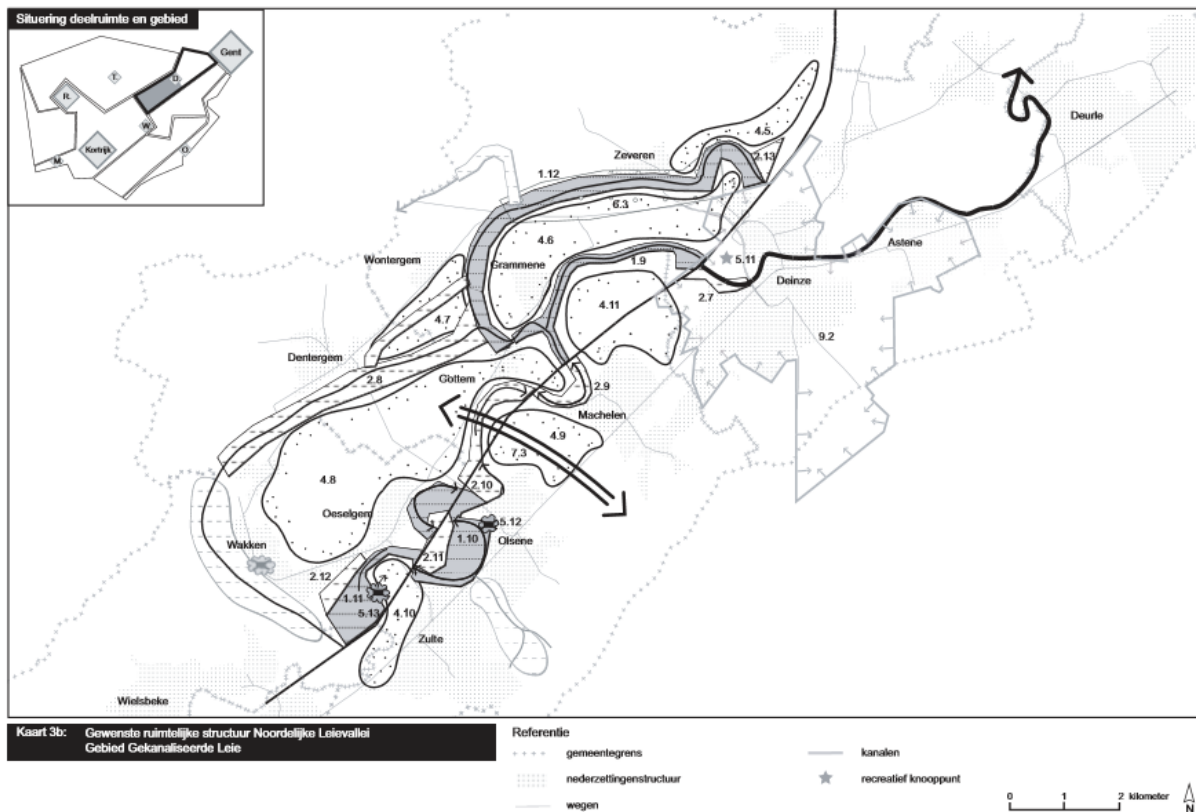 Situering deelruimte en gebied
Gent
T.
D.
R.
W.
Kortrijk
O.
M.
Deurle
4.5.
Zeveren
2.13
1.12
6.3
4.6
Wontergem
Grammene
1.9
Astene
5.11
Deinze
4.11
2.7
4.7
9.2
Dentergem
2.8
Gottem
2.9
Machelen
4.9
7.3
4.8
2.10
Oeselgem
5.12
1.10
Olsene
Wakken
2.11
2.12
1.11
5.13
4.10
Zulte
Wielsbeke
Kaart 3b: Gewenste ruimtelijke structuur Noordelijke Leievallei
Gebied Gekanaliseerde Leie
Referentie
gemeentegrens
kanalen
nederzettingenstructuur
recreatief knooppunt
wegen
0 1 2 kilometer
N